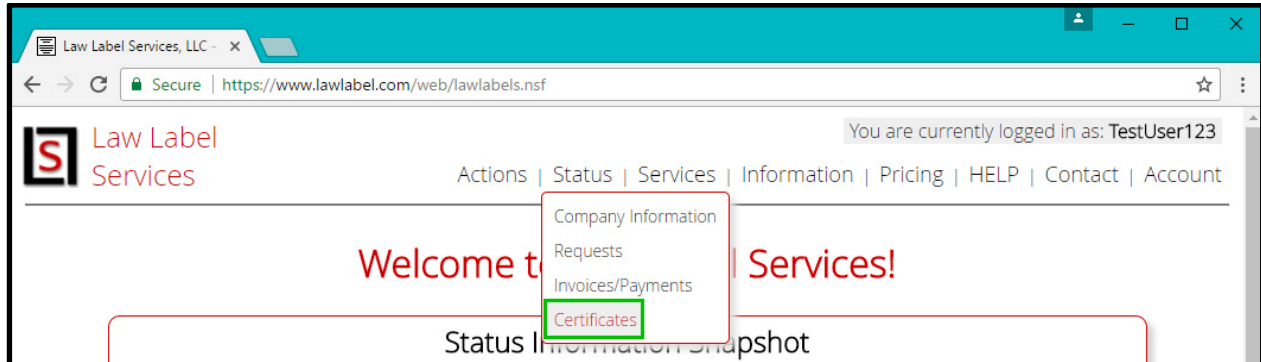 Law Label Services, LLC -
Secure | https://www.lawlabel.com/web/lawlabels.nsf
S
Law Label
Services
You are currently logged in as: TestUser123
Actions | Status | Services | Information | Pricing | HELP | Contact | Account
Company Information
Requests
Invoices/Payments
Certificates
Welcome Services!
Status Snapshot